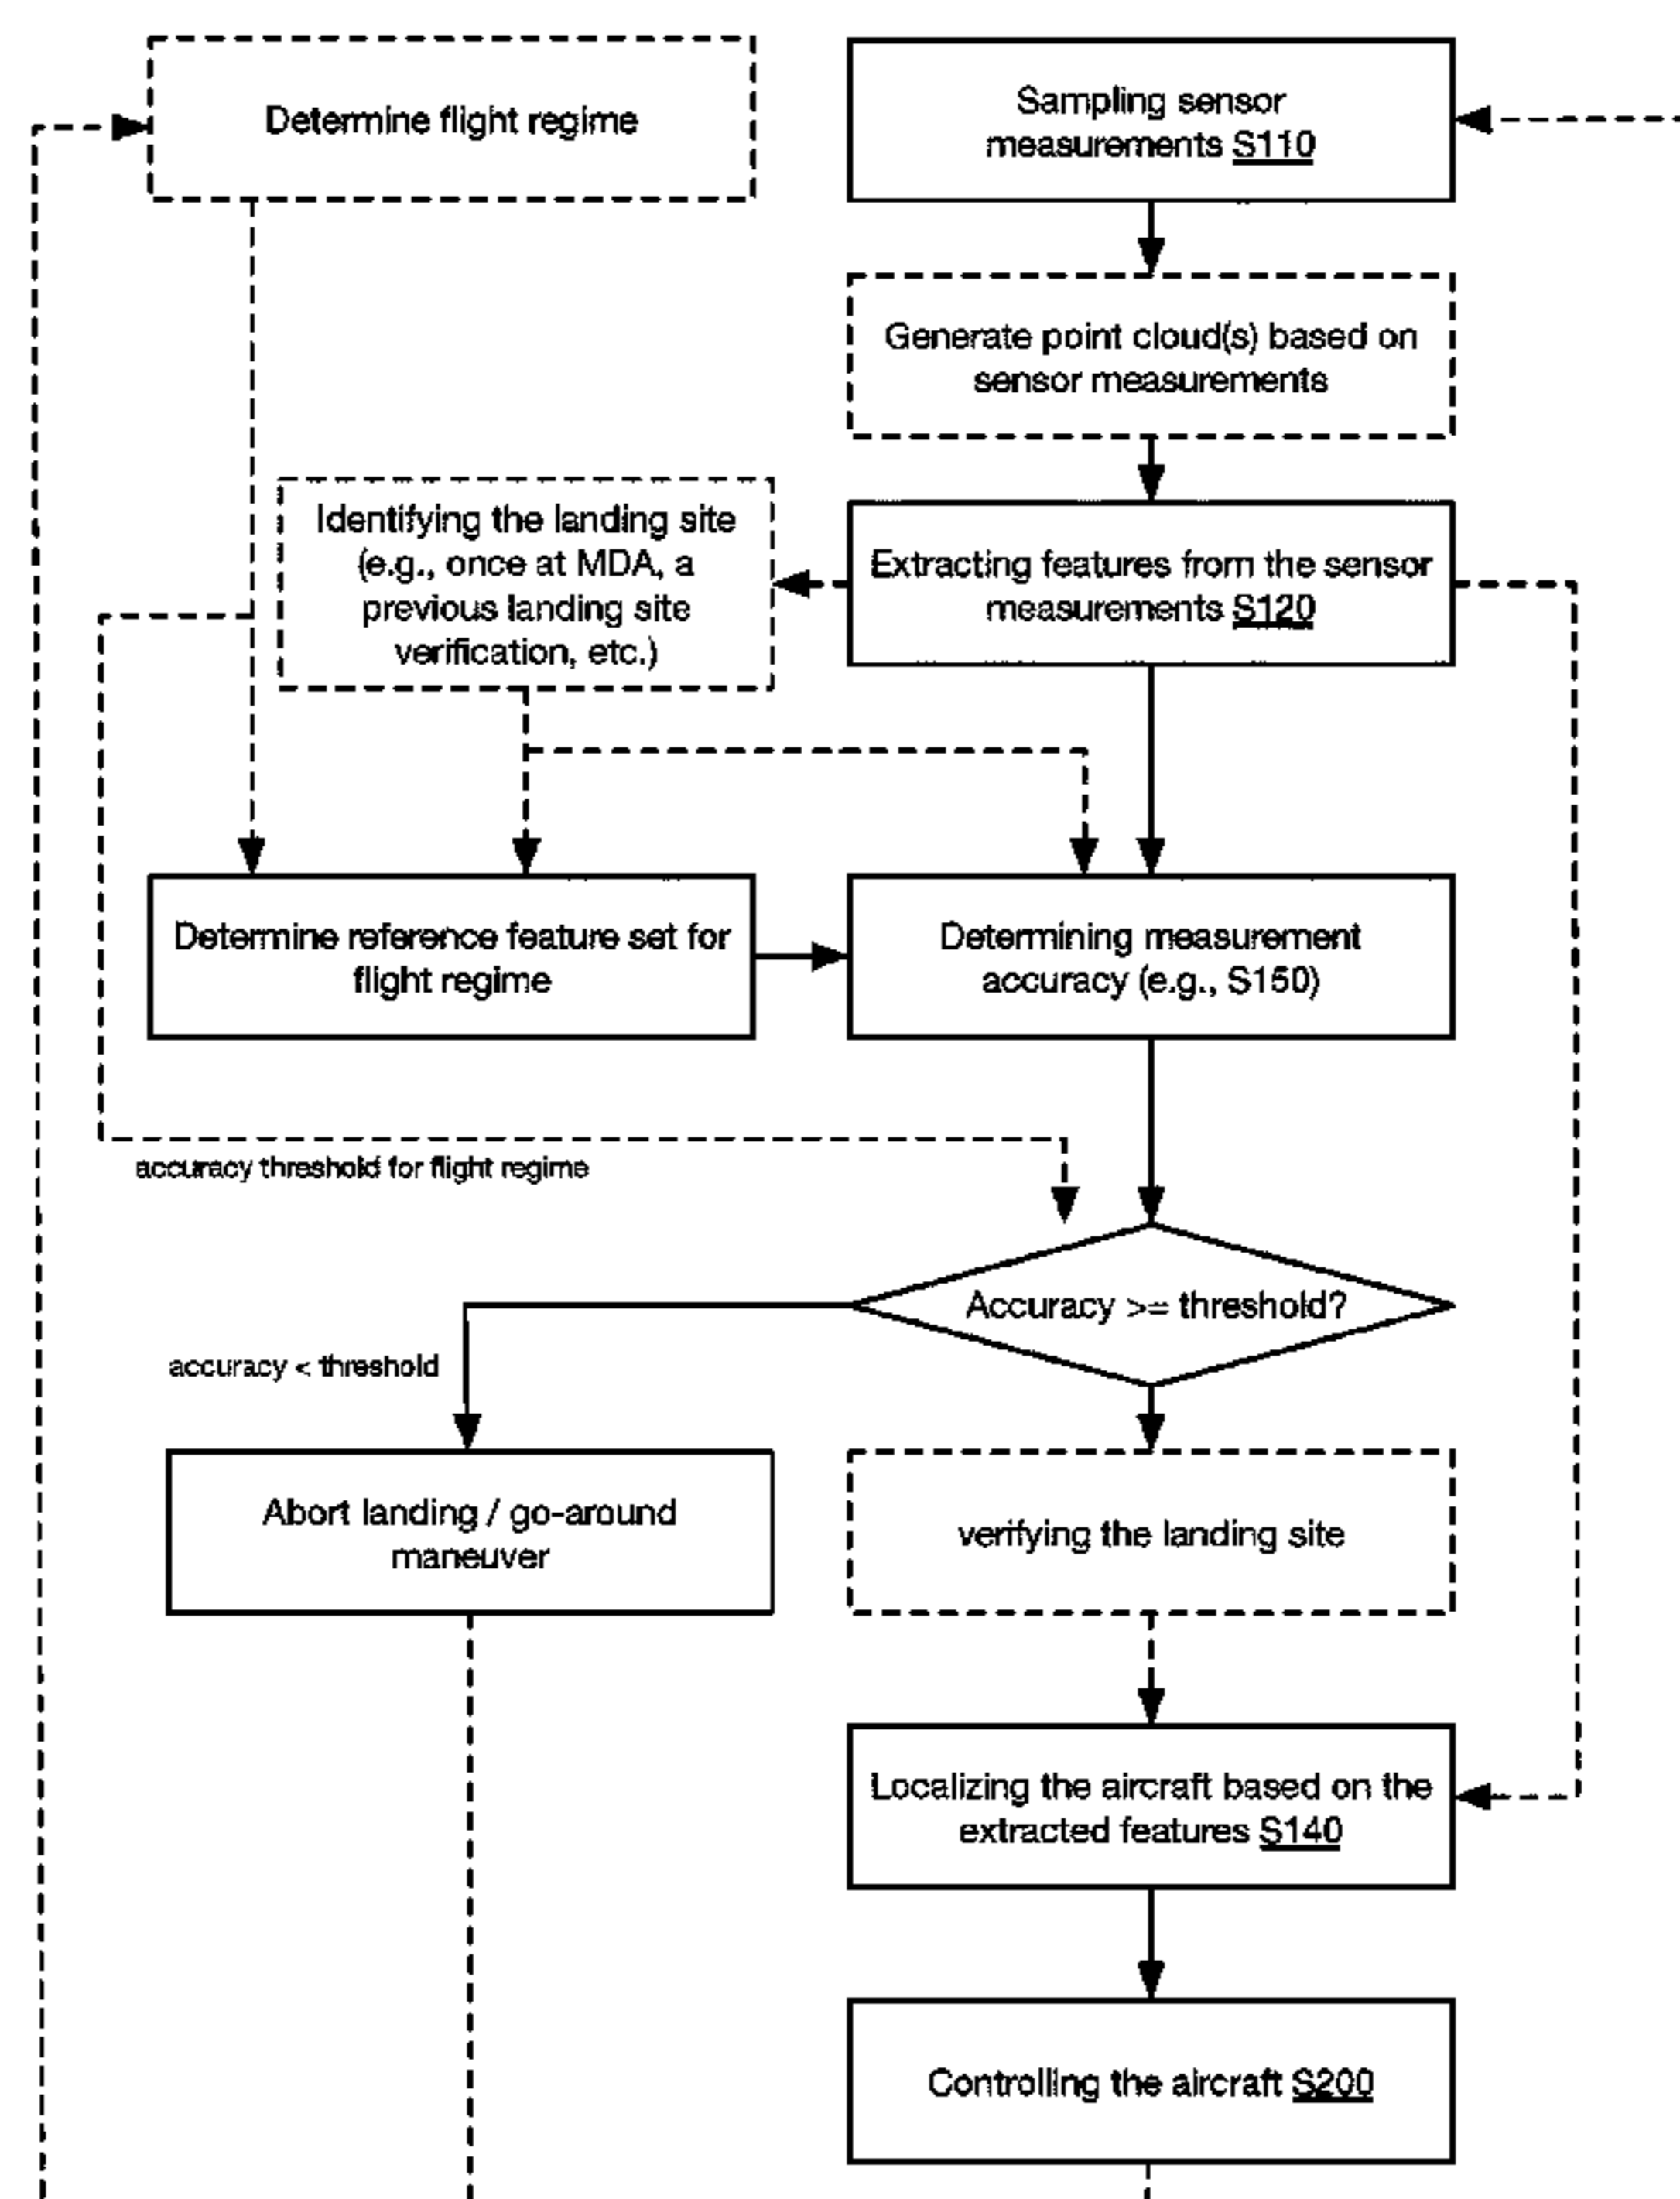 Determine flight regime
Sampling sensor
measurements S110
Generate point cloud(s) based on
sensor measurements
Identifying the landing site
(e.g., once at MDA, a
previous landing site
verification, etc.)
Extracting features from the sensor
measurements S120
Determine reference feature set for
flight regime
Determining measurement
accuracy (e.g., S150)
accuracy threshold for flight regime
Accuracy >= threshold?
accuracy < threshold
Abort landing / go-around
maneuver
verifying the landing site
Localizing the aircraft based on the
extracted features S140
Controlling the aircraft S200